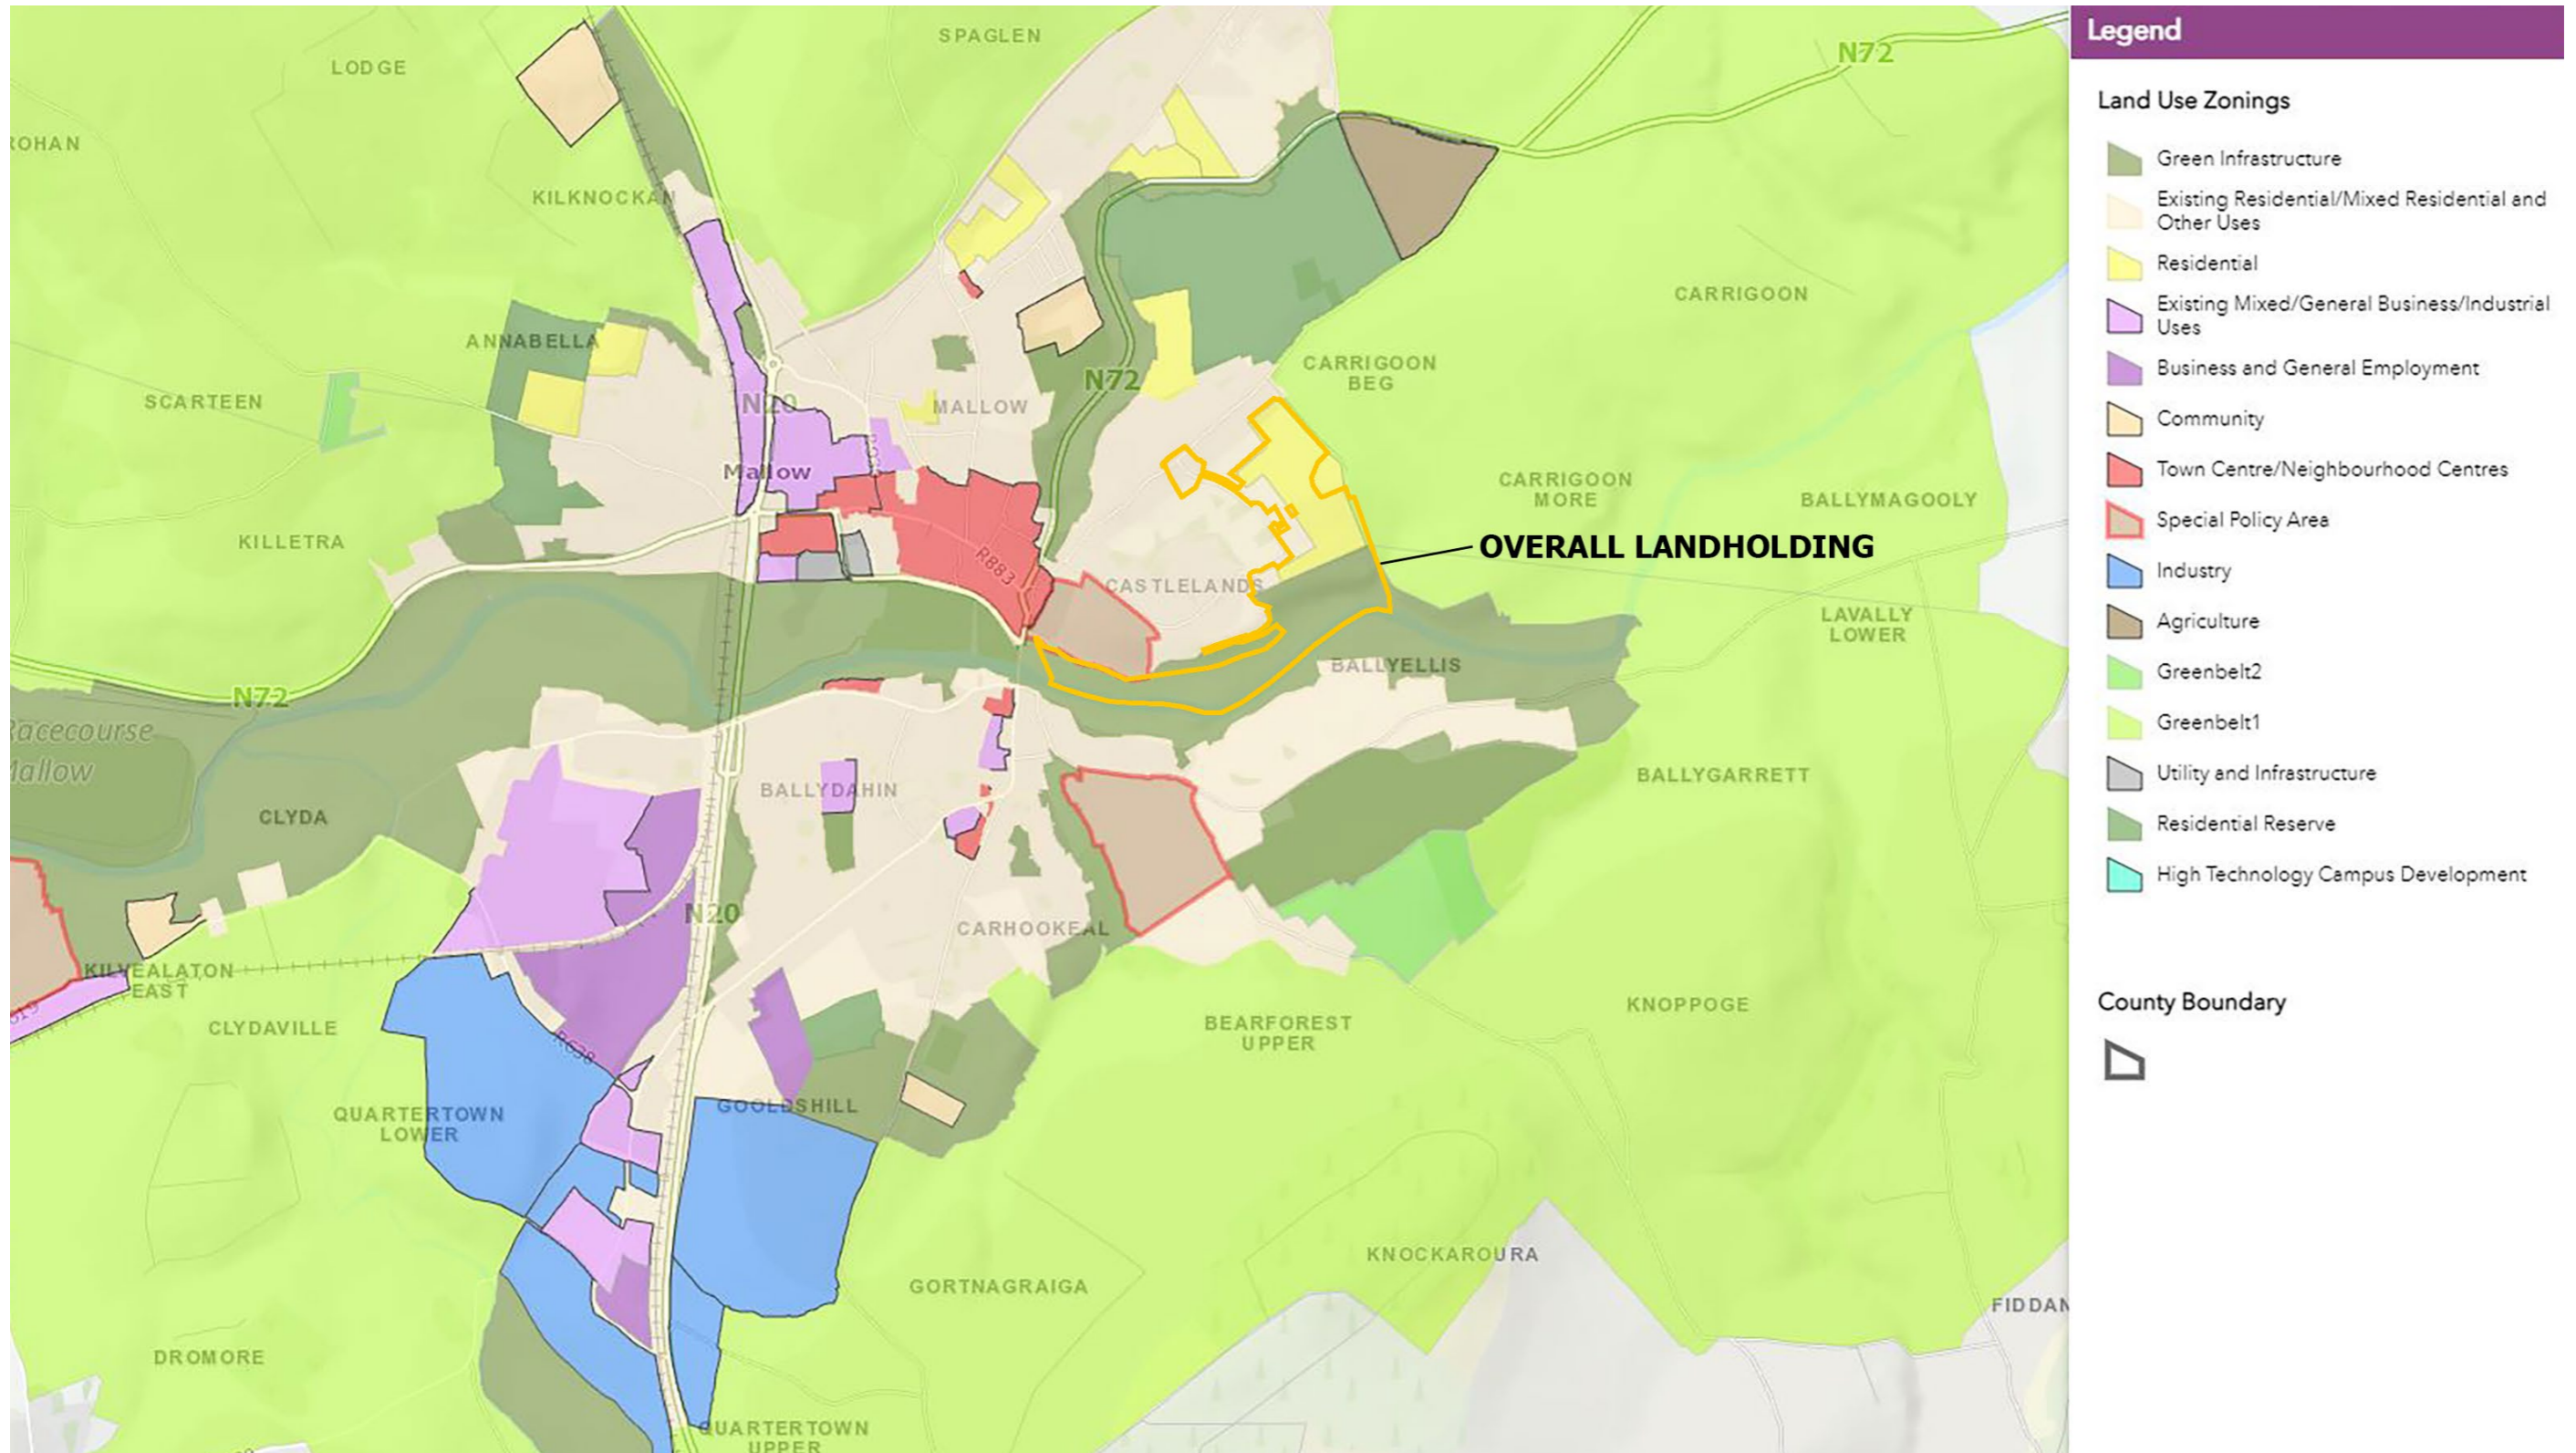 SPAGLEN
N72
LODGE
ROHAN
KILKNOCKAN
CARRIGOON
ANNABELLA
CARRIGOON
BEG
N72
SCARTEEN
N20
MALLOW
Mallow
CARRIGOON
MORE
BALLYMAGOOLY
KILLETRA
OVERALL LANDHOLDING
R883
CASTLELANDS
LAVALLY
LOWER
BALLYELLIS
N72
Racecourse
Mallow
BALLYDAHIN
BALLYGARRETT
CLYDA
N20
CARHOOKEAL
KILVEALATON
EAST
KNOPPOGE
CLYDAVILLE
BEARFOREST
UPPER
R638
GOOLDSHILL
QUARTERTOWN
LOWER
KNOCKAROURA
GORTNAGRAIGA
FIDDAN
DROMORE
QUARTERTOWN
UPPER
Legend
Land Use Zonings
Green Infrastructure
Existing Residential/Mixed Residential and
Other Uses
Residential
Existing Mixed/General Business/Industrial
Uses
Business and General Employment
Community
Town Centre/Neighbourhood Centres
Special Policy Area
Industry
Agriculture
Greenbelt2
Greenbelt1
Utility and Infrastructure
Residential Reserve
High Technology Campus Development
County Boundary